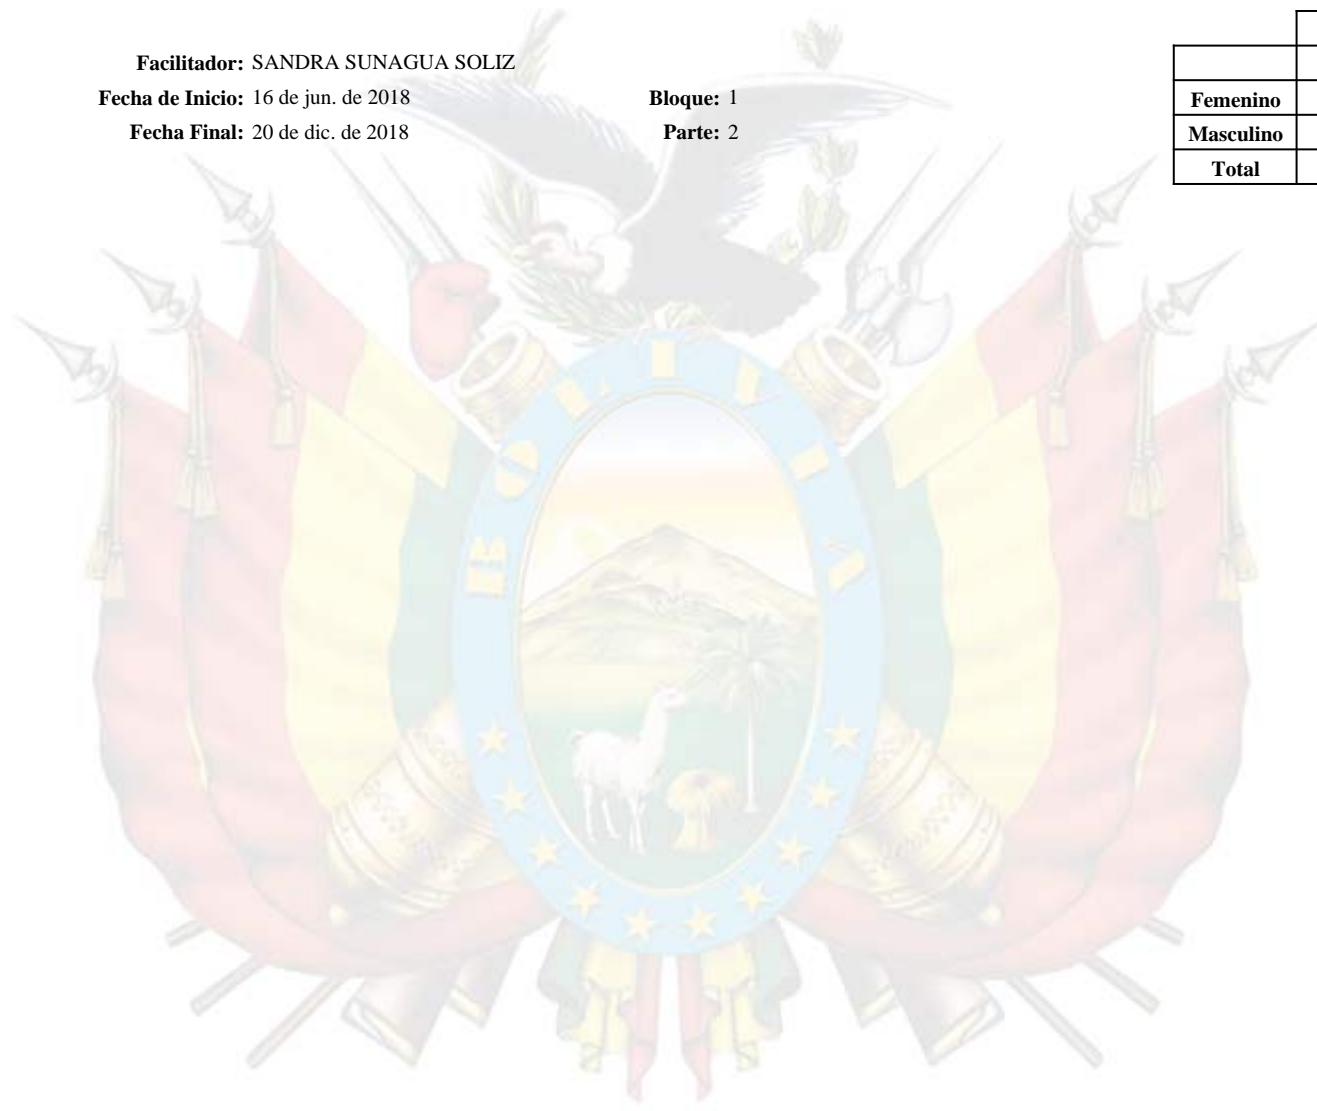 Facilitador: SANDRA SUNAGUA SOLIZ
Fecha de Inicio: 16 de jun. de 2018 Bloque: 1
Fecha Final: 20 de dic. de 2018 Parte: 2
Femenino
Masculino
Total
BOLIVIA